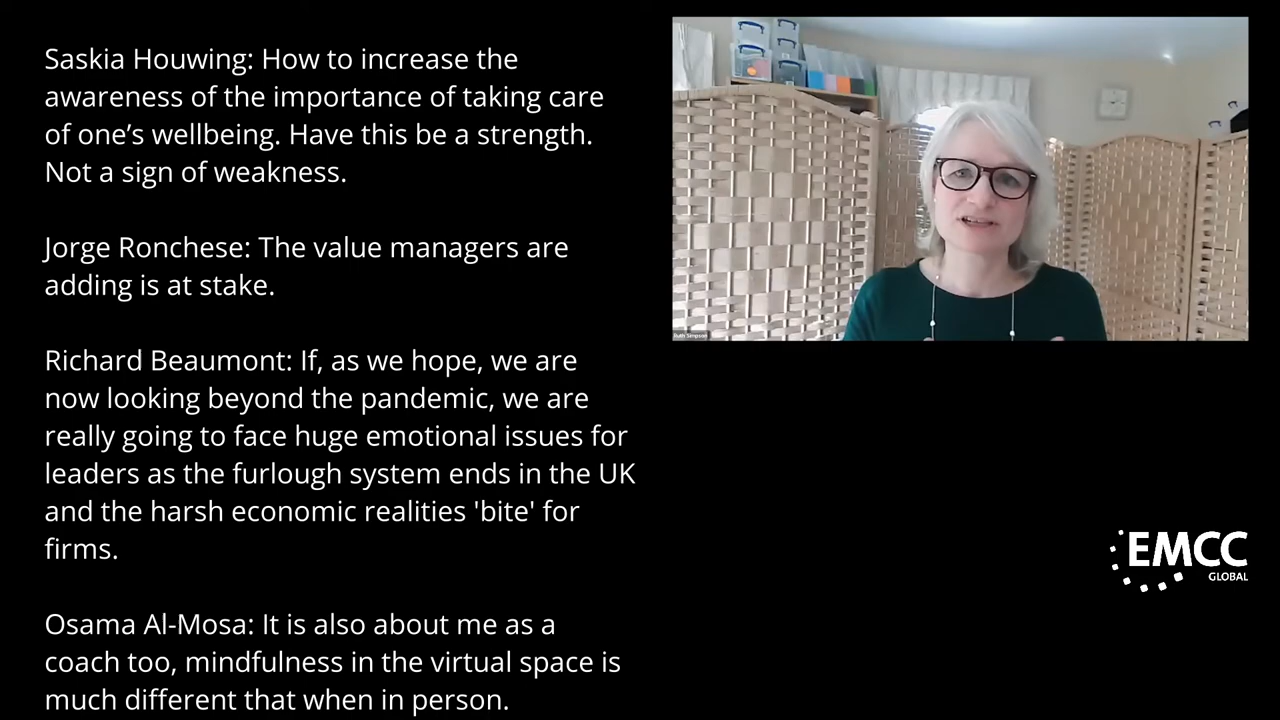 Saskia Houwing: How to increase the
awareness of the importance of taking care
of one’s wellbeing. Have this be a strength.
Not a sign of weakness.
Jorge Ronchese: The value managers are
adding is at stake.
Richard Beaumont: If, as we hope, we are
now looking beyond the pandemic, we are
really going to face huge emotional issues for
leaders as the furlough system ends in the UK
and the harsh economic realities 'bite' for
firms.
Osama Al-Mosa: It is also about me as a
coach too, mindfulness in the virtual space is
much different that when in person.
Ruth Simpson
EMCC
GLOBAL